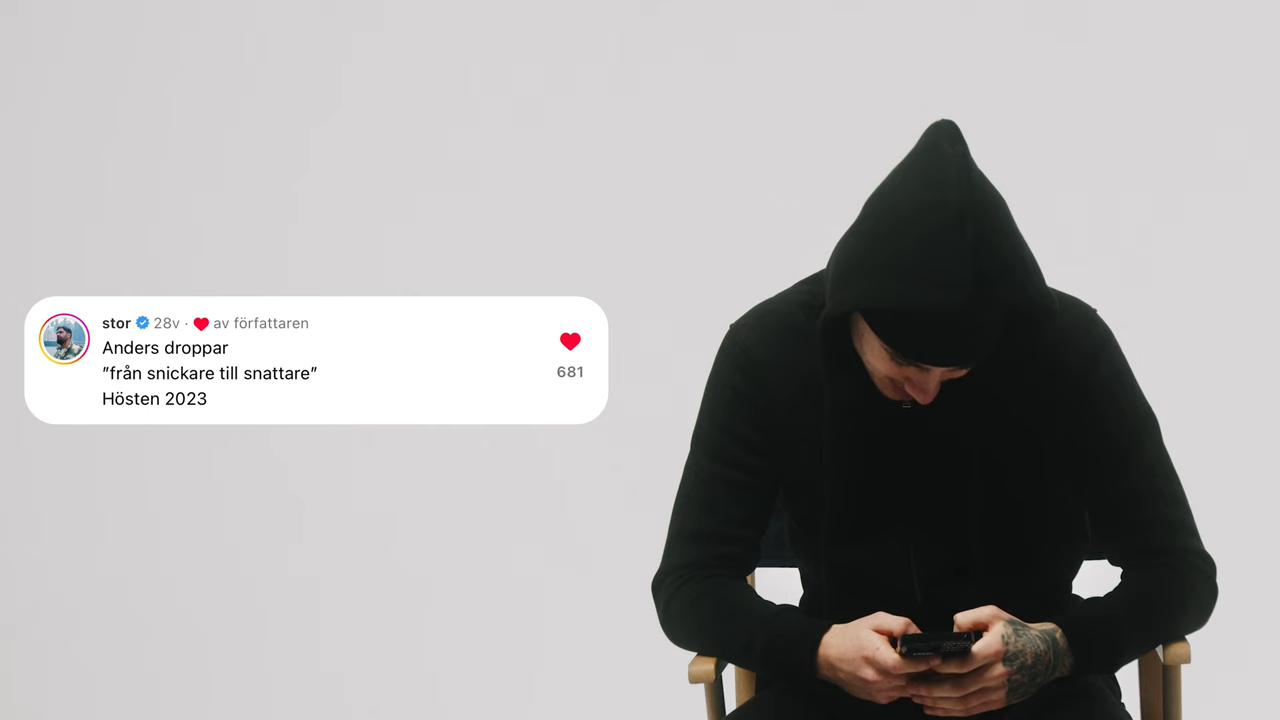 stor 28v · av författaren
Anders droppar
”från snickare till snattare”
Hösten 2023
681